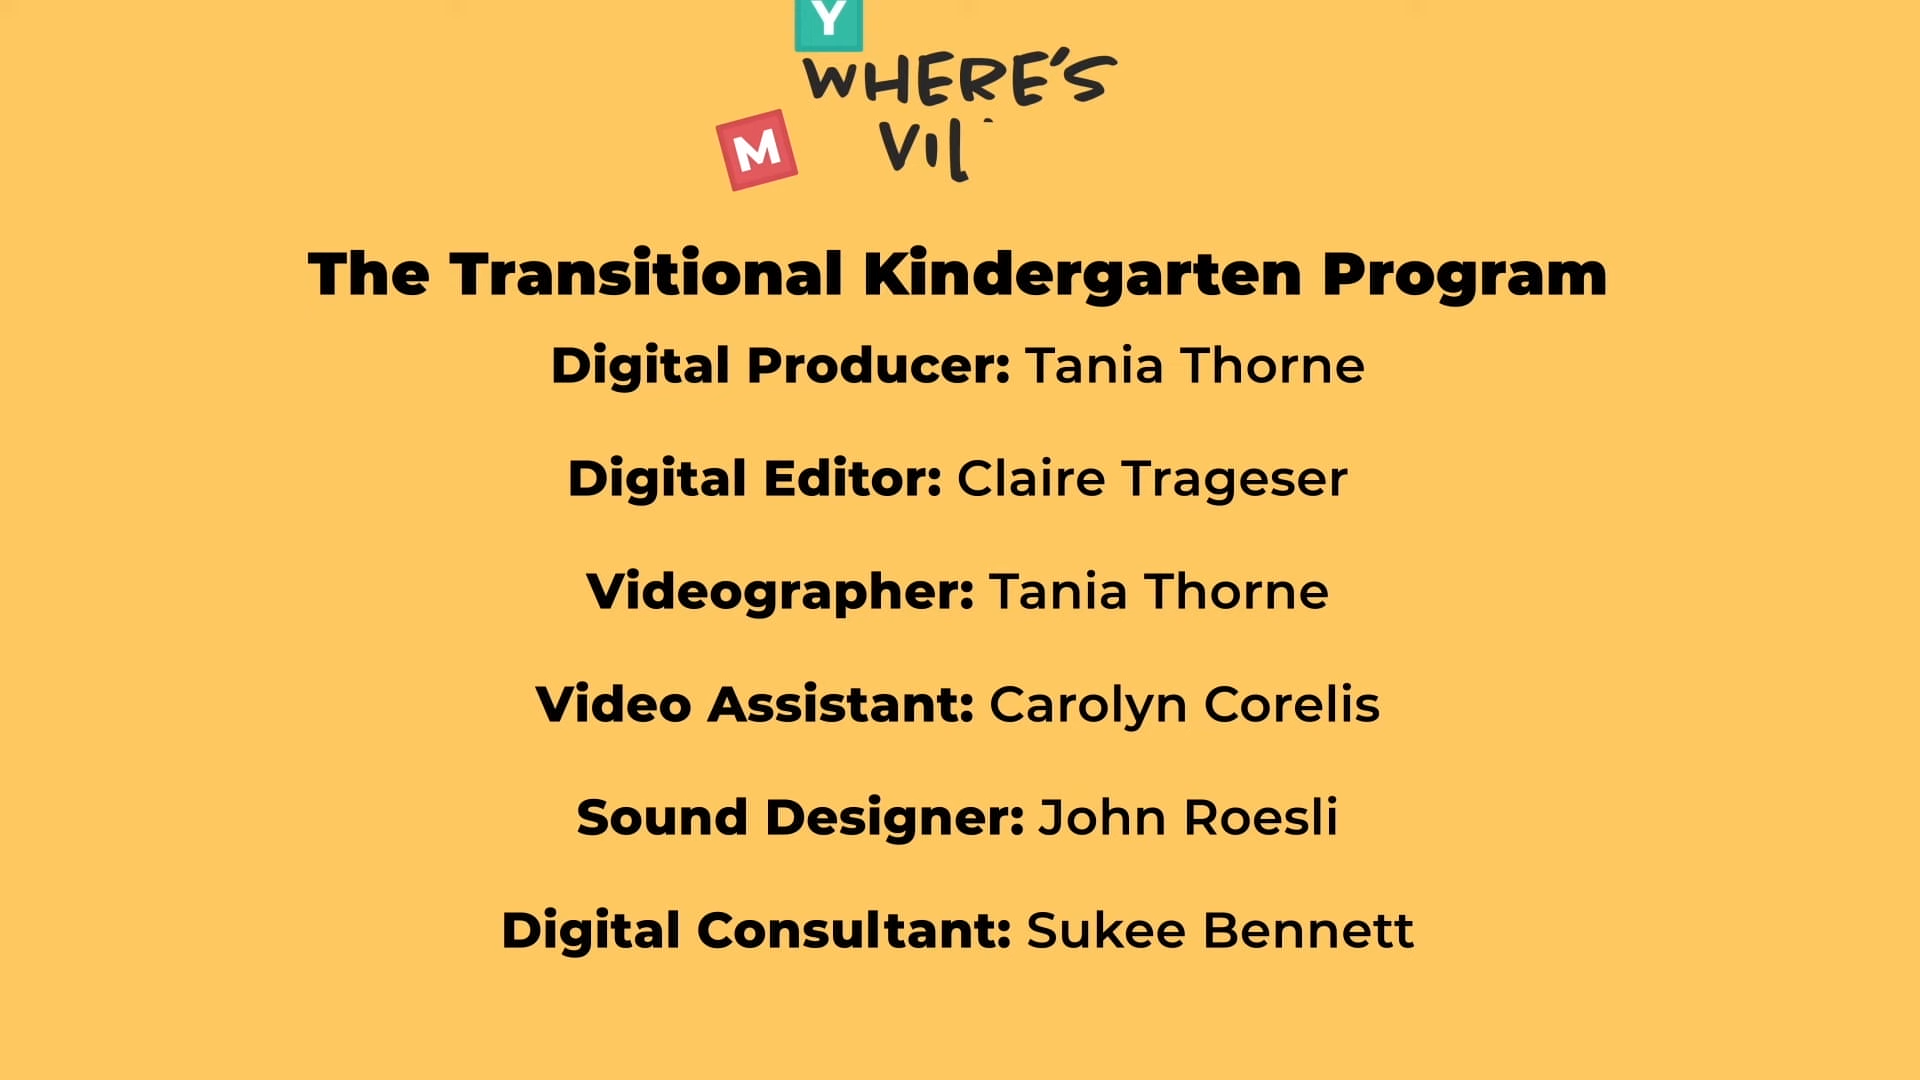 Y
WHERE'S
M
VIL
The Transitional Kindergarten Program
Digital Producer: Tania Thorne
Digital Editor: Claire Trageser
Videographer: Tania Thorne
Video Assistant: Carolyn Corelis
Sound Designer: John Roesli
Digital Consultant: Sukee Bennett